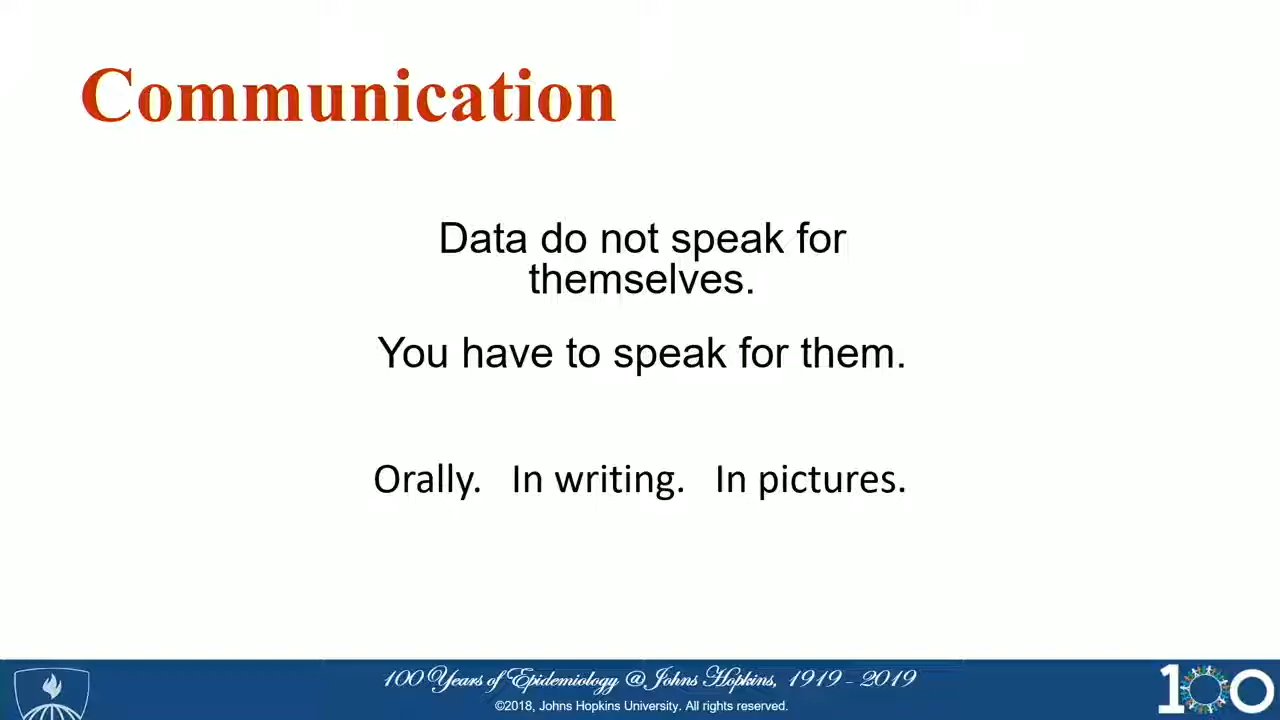 Communication
Data do not speak for
themselves.
You have to speak for them.
Orally. In writing. In pictures.
100 Years of Epidemiology @ Johns Hopkins, 1919 - 2019
©2018, Johns Hopkins University. All rights reserved.
100